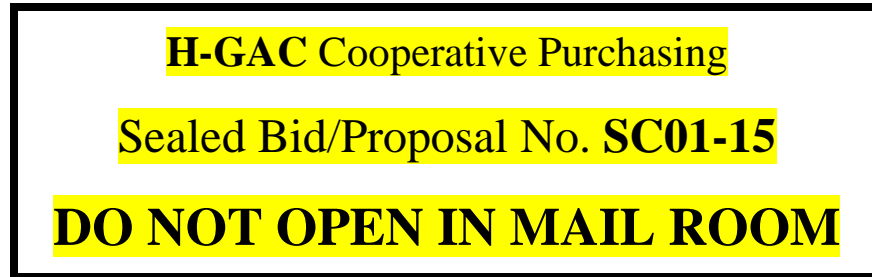 H-GAC Cooperative Purchasing
Sealed Bid/Proposal No. SC01-15
DO NOT OPEN IN MAIL ROOM